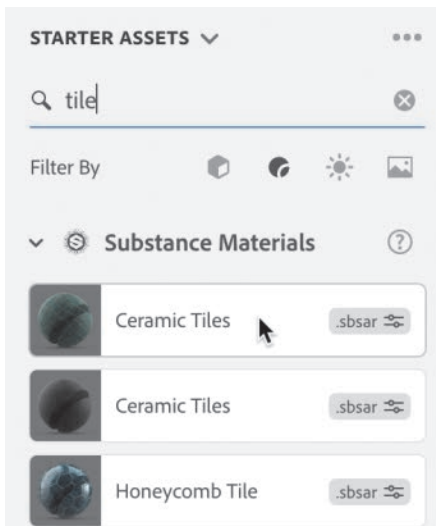 STARTER ASSETS
tile
Filter By
Substance Materials
Ceramic Tiles .sbsar
Ceramic Tiles .sbsar
Honeycomb Tile .sbsar